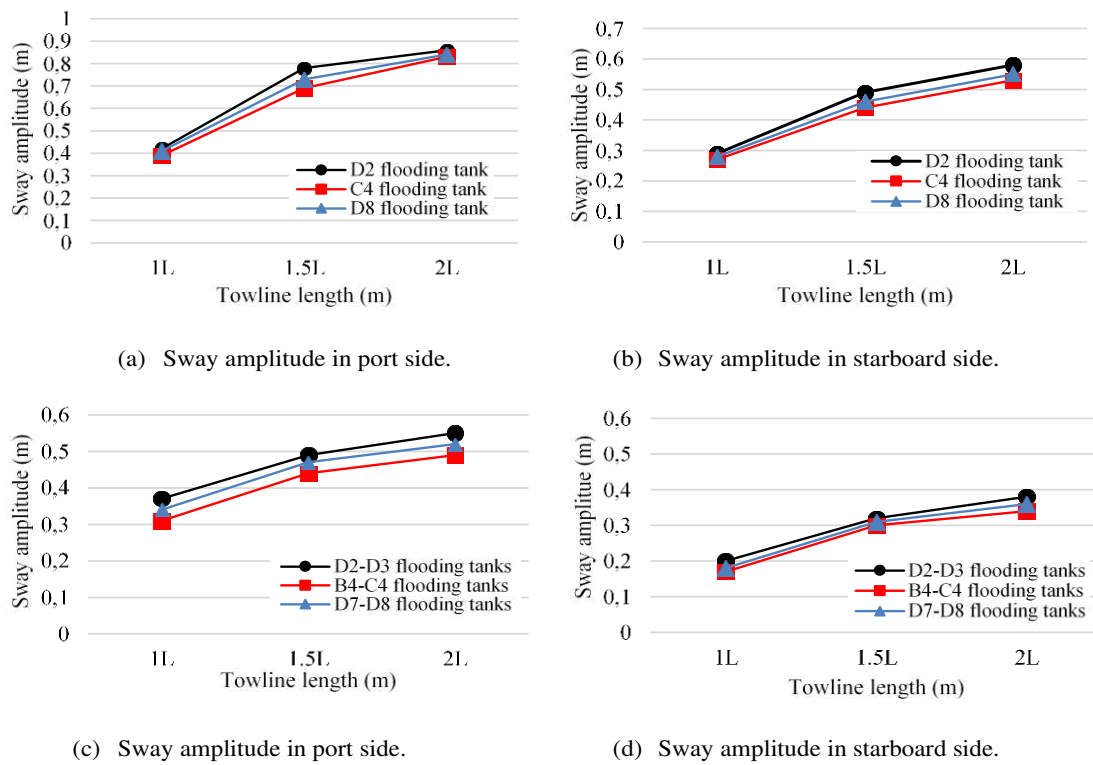 Sway amplitude (m)
1
0,9
0,8
0,7
0,6
0,5
0,4
0,3
0,2
0,1
0
D2 flooding tank
C4 flooding tank
D8 flooding tank
1L 1.5L 2L
Towline length (m)
(a) Sway amplitude in port side.
Sway amplitude (m)
0,7
0,6
0,5
0,4
0,3
0,2
0,1
0
D2 flooding tank
C4 flooding tank
D8 flooding tank
1L 1.5L 2L
Towline length (m)
(b) Sway amplitude in starboard side.
Sway amplitude (m)
0,6
0,5
0,4
0,3
0,2
0,1
0
D2-D3 flooding tanks
B4-C4 flooding tanks
D7-D8 flooding tanks
1L 1.5L 2L
Towline length (m)
(c) Sway amplitude in port side.
Sway amplitue (m)
0,6
0,5
0,4
0,3
0,2
0,1
0
D2-D3 flooding tanks
B4-C4 flooding tanks
D7-D8 flooding tanks
1L 1.5L 2L
Towline length (m)
(d) Sway amplitude in starboard side.